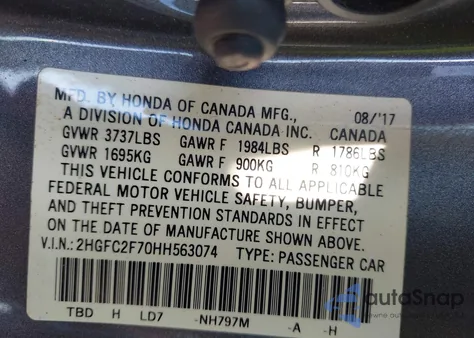 MFD. BY HONDA OF CANADA MFG., 08/'17
A DIVISION OF HONDA CANADA INC. CANADA
GVWR 3737LBS GAWR F 1984LBS R 1786LBS
GVWR 1695KG GAWR F 900KG R 810KG
THIS VEHICLE CONFORMS TO ALL APPLICABLE
FEDERAL MOTOR VEHICLE SAFETY, BUMPER,
AND THEFT PREVENTION STANDARDS IN EFFECT
ON THE DATE OF MANUFACTURE SHOWN ABOVE.
V.I.N.: 2HGFC2F70HH563074 TYPE: PASSENGER CAR
TBD H LD7 -NH797M -A -H
autoSnap